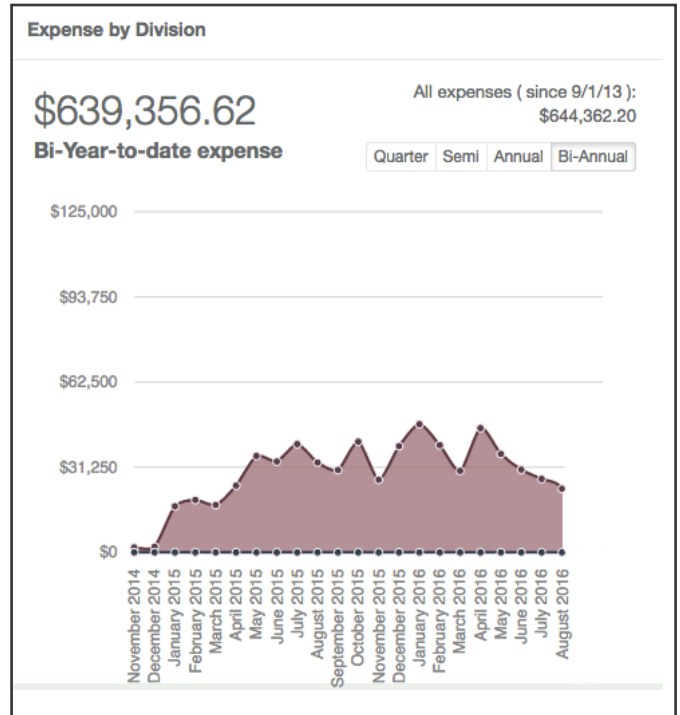 Expense by Division
$639,356.62
Bi-Year-to-date expense
All expenses ( since 9/1/13 ):
$644,362.20
Quarter Semi Annual Bi-Annual
$125,000
$93,750
$62,500
$31,250
$0
November 2014
December 2014
January 2015
February 2015
March 2015
April 2015
May 2015
June 2015
July 2015
August 2015
September 2015
October 2015
November 2015
December 2015
January 2016
February 2016
March 2016
April 2016
May 2016
June 2016
July 2016
August 2016